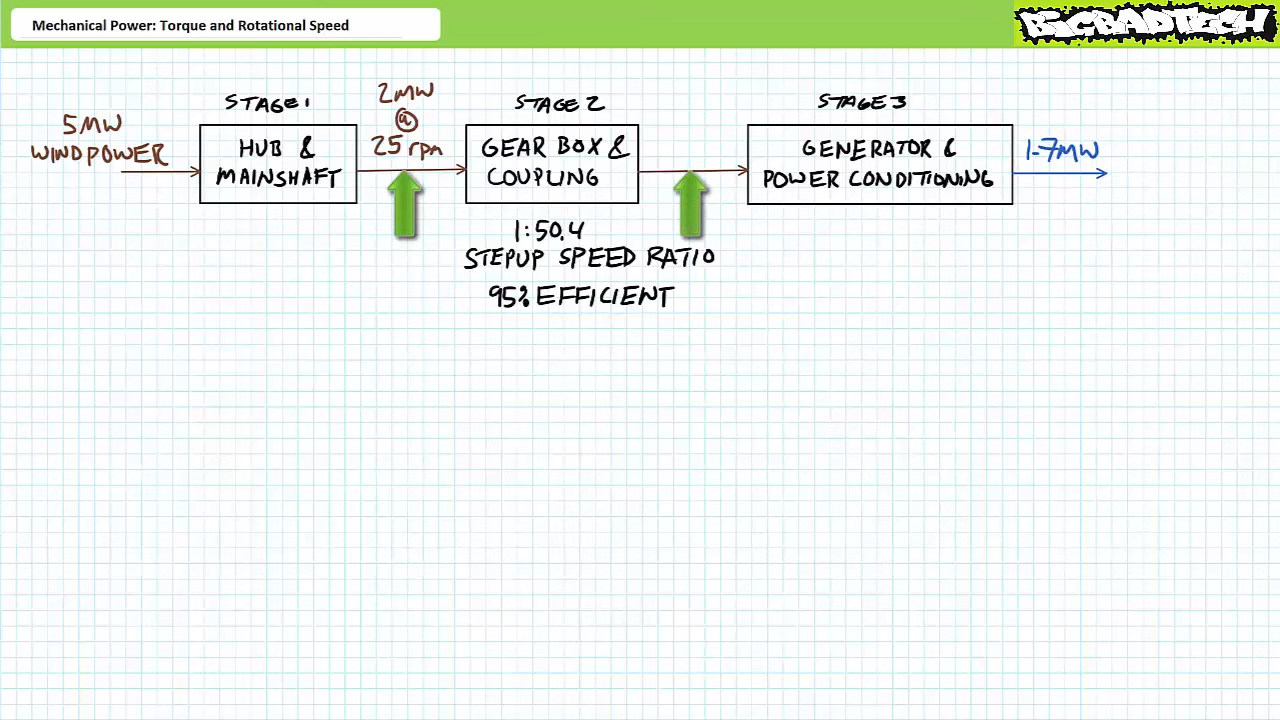 Mechanical Power: Torque and Rotational Speed
BIGBADTECH
5MW
WINDPOWER
STAGE 1
HUB &
MAINSHAFT
2MW
@
25 rpm
STAGE 2
GEAR BOX &
COUPLING
1:50.4
STEPUP SPEED RATIO
95% EFFICIENT
STAGE 3
GENERATOR &
POWER CONDITIONING
1.7MW